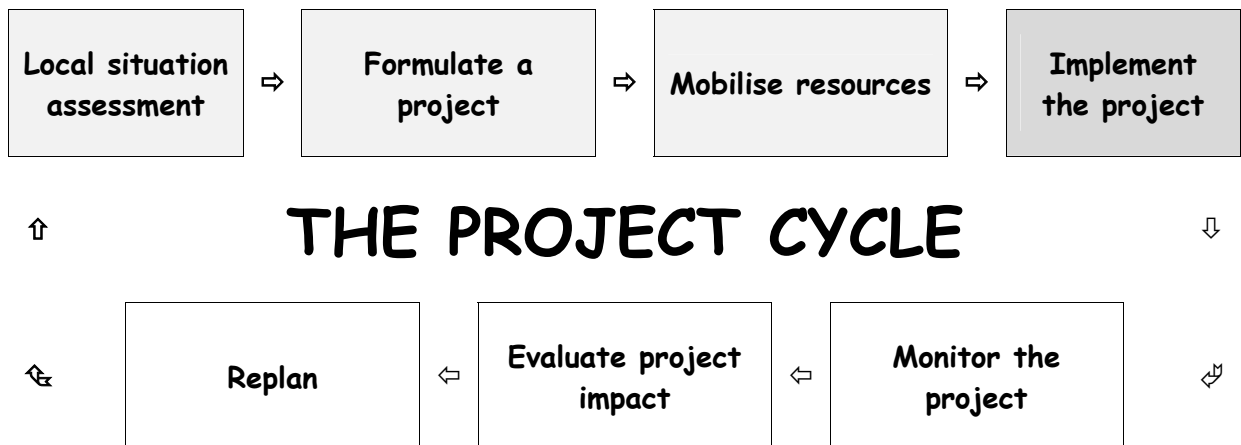 Local situation
assessment
⇨
Formulate a
project
⇨
Mobilise resources
⇨
Implement
the project
⇧
THE PROJECT CYCLE
⇩
Replan
⇦
Evaluate project
impact
⇦
Monitor the
project